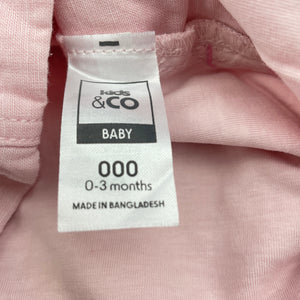 kids
&CO
BABY
000
0-3 months
MADE IN BANGLADESH